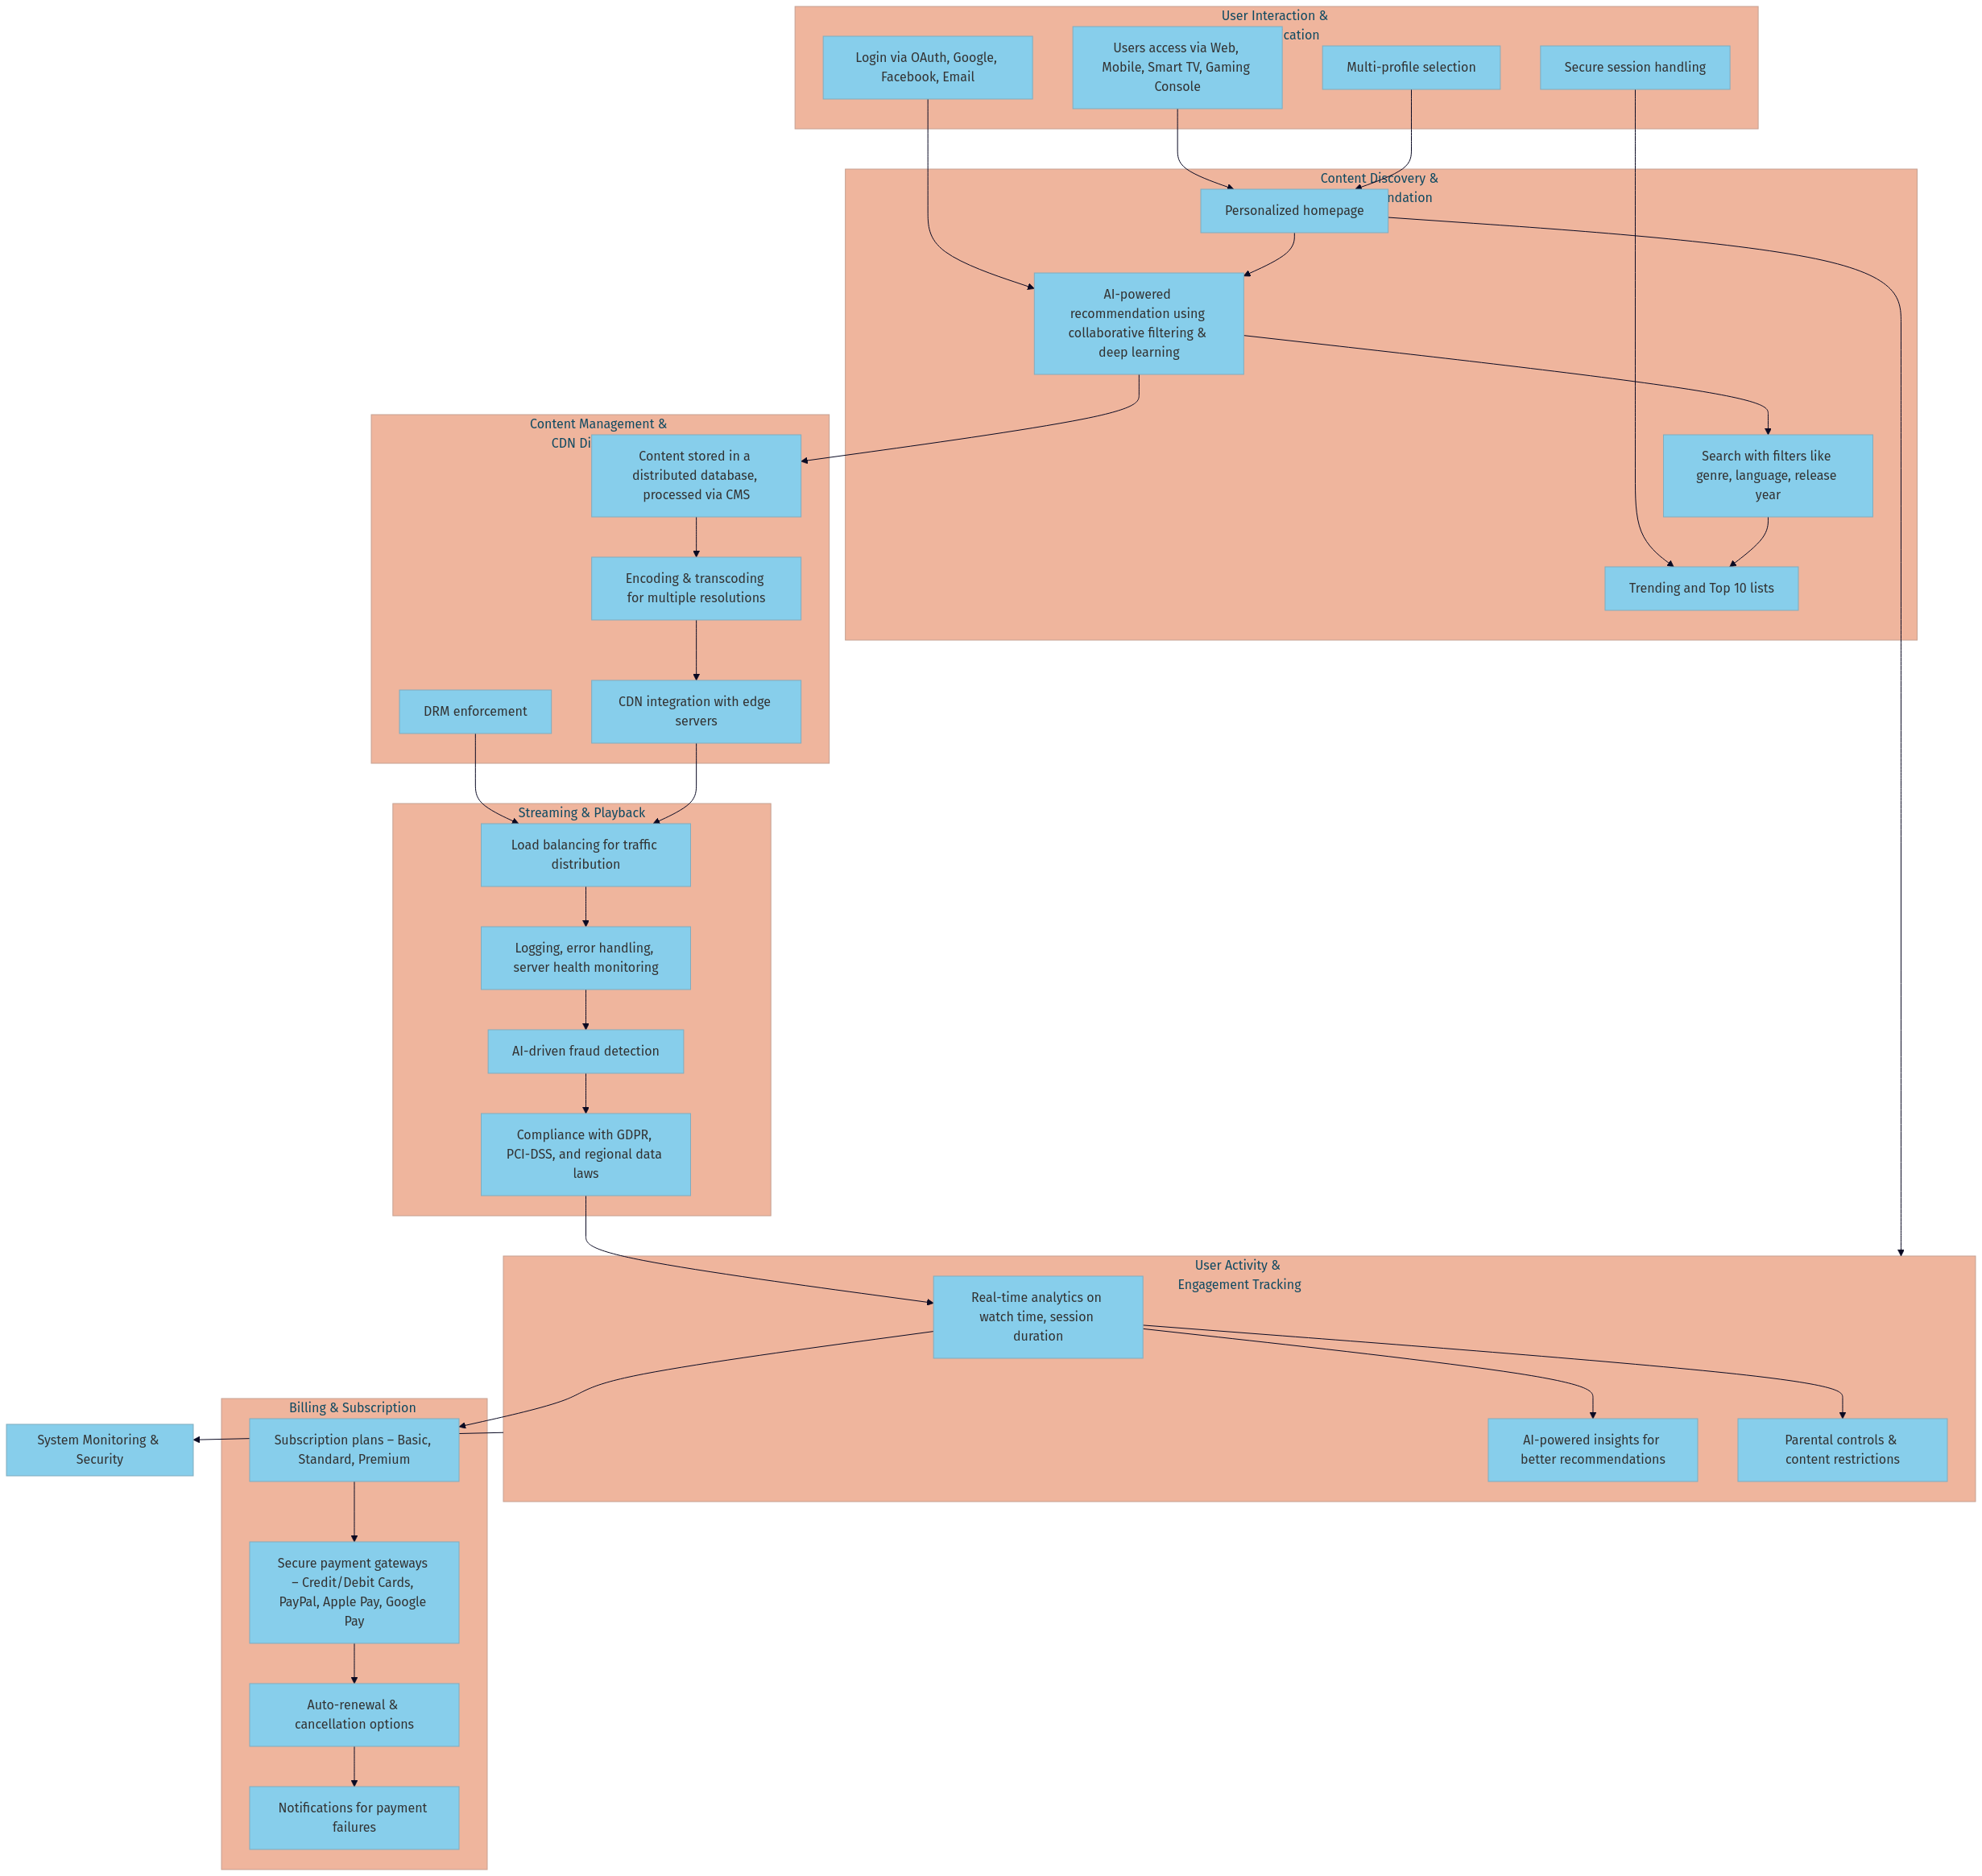 User Interaction &
cation
Login via OAuth, Google,
Facebook, Email
Users access via Web,
Mobile, Smart TV, Gaming
Console
Multi-profile selection
Secure session handling
Content Discovery &
ndation
Personalized homepage
AI-powered
recommendation using
collaborative filtering &
deep learning
Search with filters like
genre, language, release
year
Trending and Top 10 lists
Content Management &
CDN Di
Content stored in a
distributed database,
processed via CMS
Encoding & transcoding
for multiple resolutions
DRM enforcement
CDN integration with edge
servers
Streaming & Playback
Load balancing for traffic
distribution
Logging, error handling,
server health monitoring
AI-driven fraud detection
Compliance with GDPR,
PCI-DSS, and regional data
laws
User Activity &
Engagement Tracking
Real-time analytics on
watch time, session
duration
AI-powered insights for
better recommendations
Parental controls &
content restrictions
Billing & Subscription
System Monitoring &
Security
Subscription plans – Basic,
Standard, Premium
Secure payment gateways
– Credit/Debit Cards,
PayPal, Apple Pay, Google
Pay
Auto-renewal &
cancellation options
Notifications for payment
failures